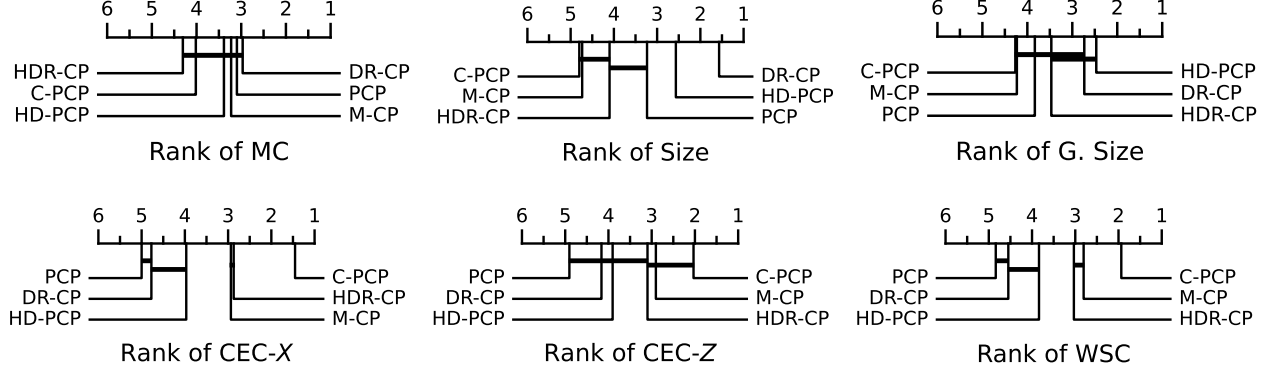 6 5 4 3 2 1
HDR-CP DR-CP
C-PCP PCP
HD-PCP M-CP
Rank of MC
6 5 4 3 2 1
C-PCP DR-CP
M-CP HD-PCP
HDR-CP PCP
Rank of Size
6 5 4 3 2 1
C-PCP HD-PCP
M-CP DR-CP
PCP HDR-CP
Rank of G. Size
6 5 4 3 2 1
PCP C-PCP
DR-CP HDR-CP
HD-PCP M-CP
Rank of CEC-X
6 5 4 3 2 1
PCP C-PCP
DR-CP M-CP
HD-PCP HDR-CP
Rank of CEC-Z
6 5 4 3 2 1
PCP C-PCP
DR-CP M-CP
HD-PCP HDR-CP
Rank of WSC